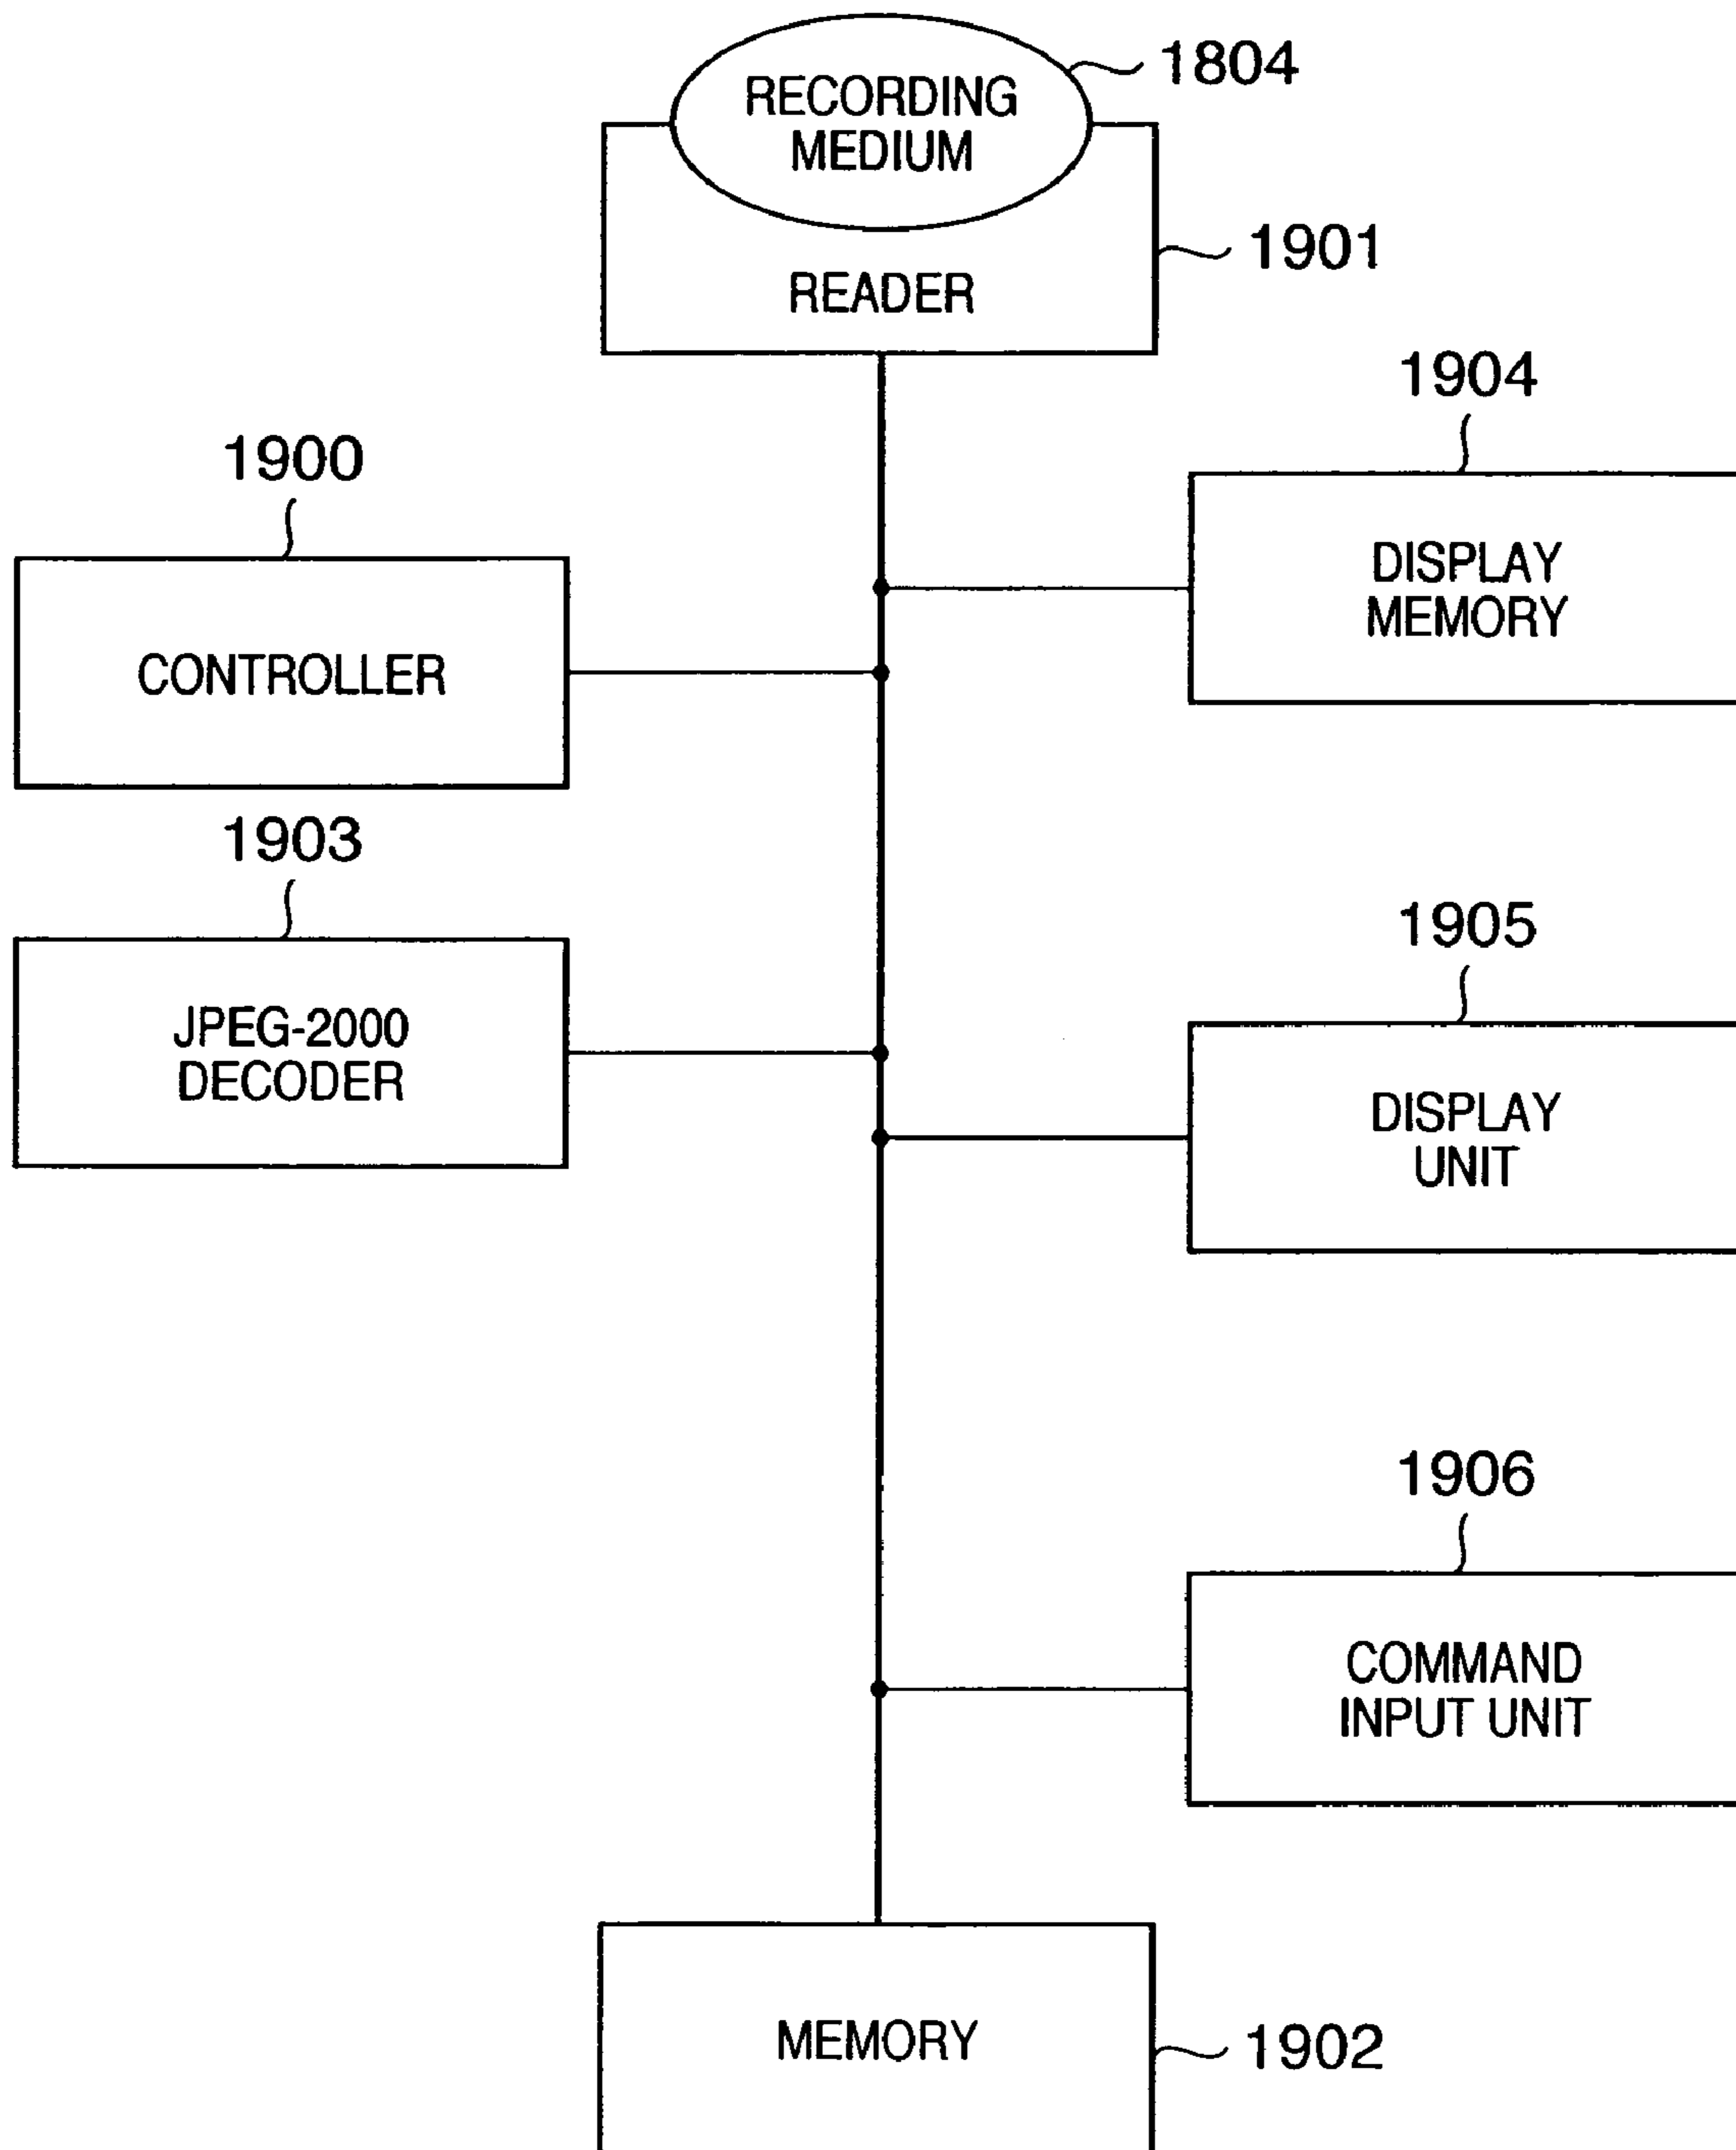 RECORDING
MEDIUM
1804
READER
1901
1904
DISPLAY
MEMORY
1900
CONTROLLER
1903
JPEG-2000
DECODER
1905
DISPLAY
UNIT
1906
COMMAND
INPUT UNIT
MEMORY
1902